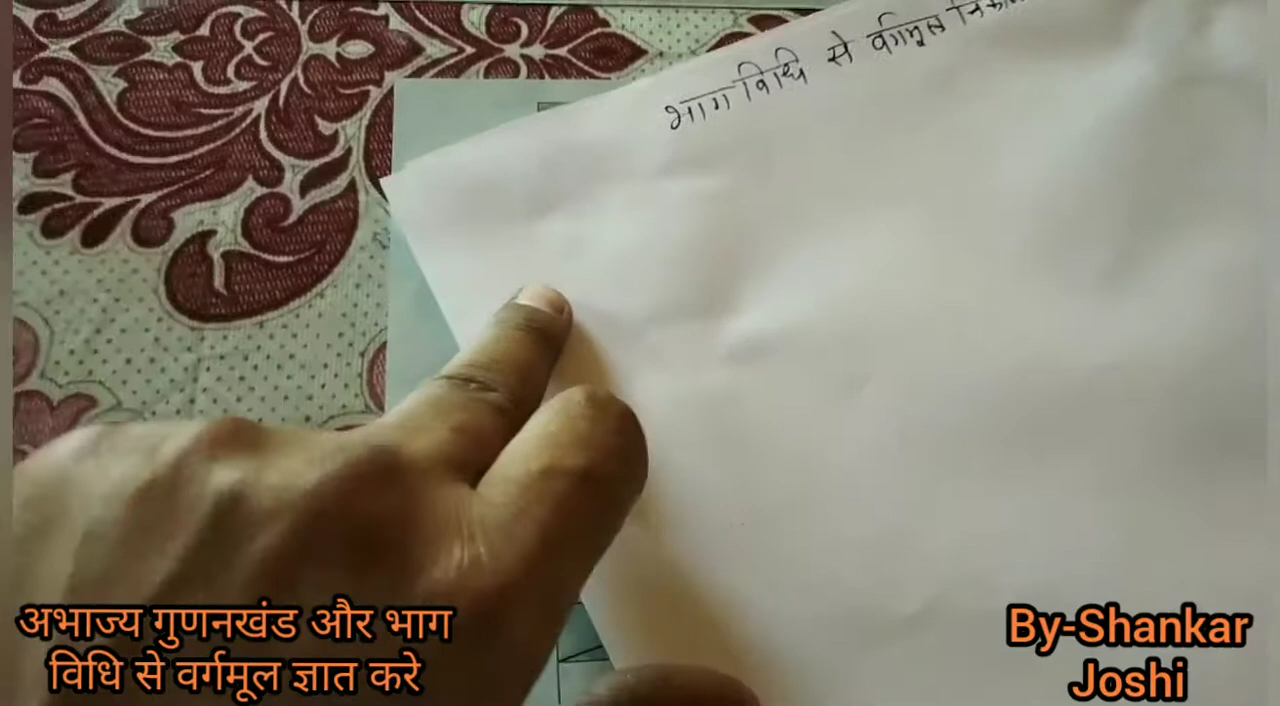 भाग विधि से वर्गमूल
अभाज्य गुणनखंड और भाग
विधि से वर्गमूल ज्ञात करे
By-Shankar
Joshi